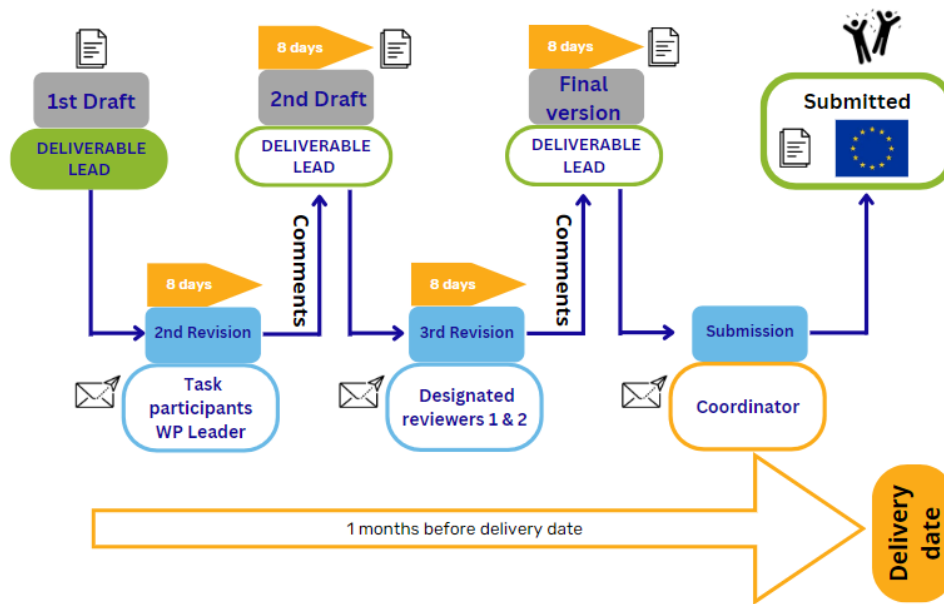 8 days
8 days
1st Draft
2nd Draft
Final
version
Submitted
DELIVERABLE
LEAD
DELIVERABLE
LEAD
DELIVERABLE
LEAD
Comments
Comments
8 days
8 days
2nd Revision
3rd Revision
Submission
Task
participants
WP Leader
Designated
reviewers 1 & 2
Coordinator
1 months before delivery date
Delivery
date